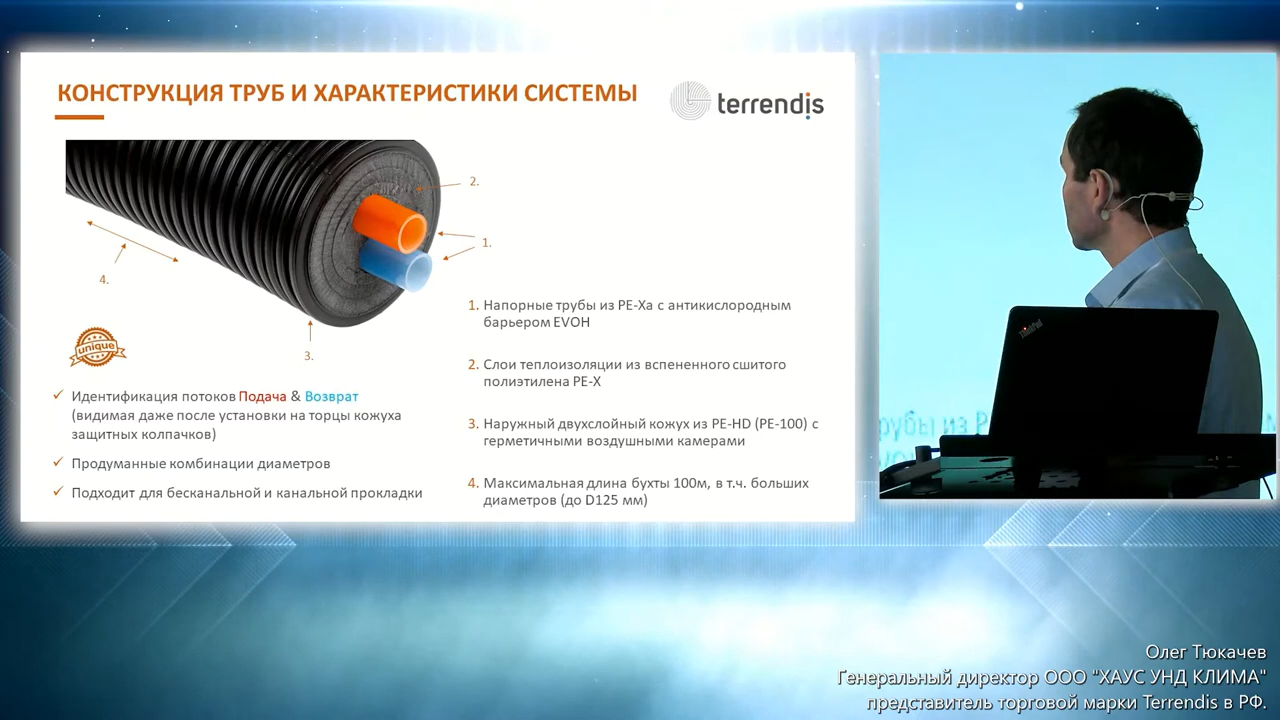 КОНСТРУКЦИЯ ТРУБ И ХАРАКТЕРИСТИКИ СИСТЕМЫ
terrendis
2.
1.
4.
3.
unique
✓ Идентификация потоков Подача & Возврат
(видимая даже после установки на торцы кожуха
защитных колпачков)
✓ Продуманные комбинации диаметров
✓ Подходит для бесканальной и канальной прокладки
1. Напорные трубы из PE-Xa с антикислородным
барьером EVOH
2. Слои теплоизоляции из вспененного сшитого
полиэтилена PE-X
3. Наружный двухслойный кожух из PE-HD (PE-100) с
герметичными воздушными камерами
4. Максимальная длина бухты 100м, в т.ч. больших
диаметров (до D125 мм)
ThinkPad
рубы из P
Олег Тюкачев
Генеральный директор ООО "ХАУС УНД КЛИМА"
представитель торговой марки Terrendis в РФ.